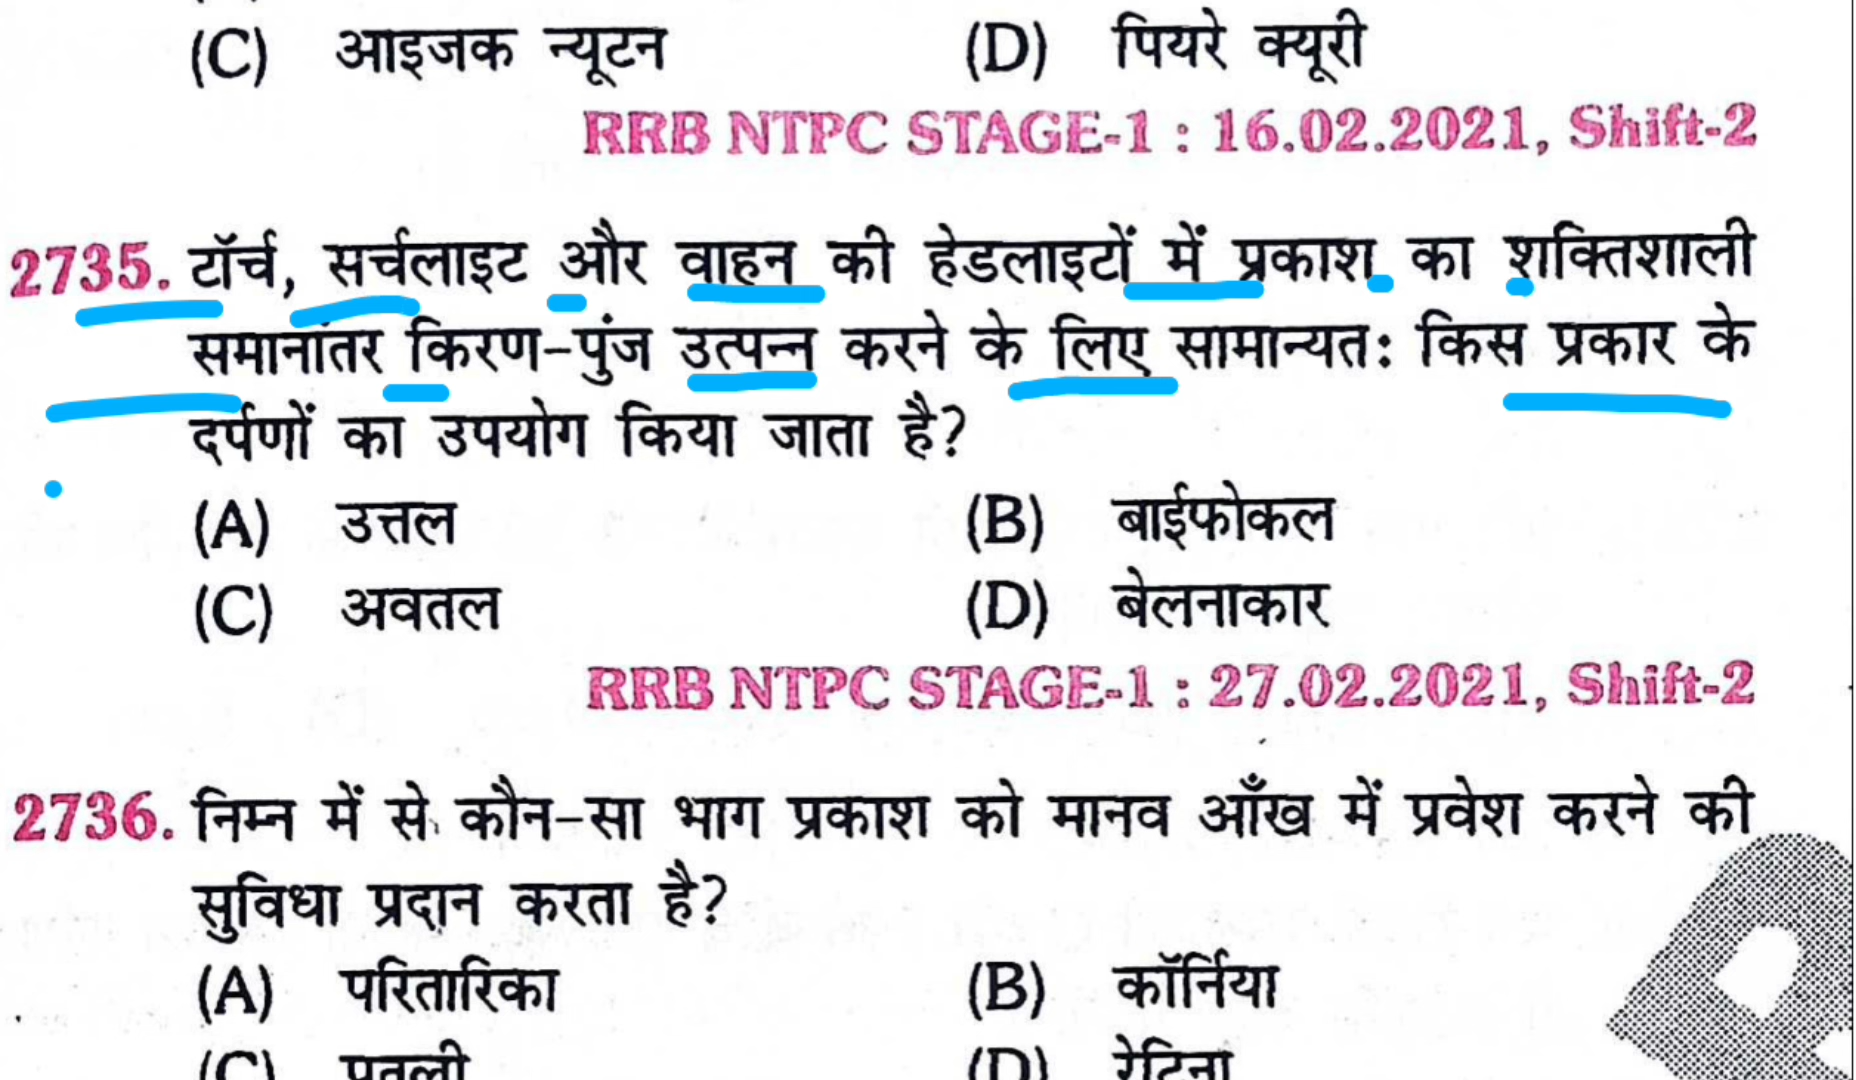 (C) आइजक न्यूटन (D) पियरे क्यूरी
RRB NTPC STAGE-1 : 16.02.2021, Shift-2
2735. टॉर्च, सर्चलाइट और वाहन की हेडलाइटों में प्रकाश का शक्तिशाली
समानांतर किरण-पुंज उत्पन्न करने के लिए सामान्यतः किस प्रकार के
दर्पणों का उपयोग किया जाता है?
(A) उत्तल (B) बाईफोकल
(C) अवतल (D) बेलनाकार
RRB NTPC STAGE-1 : 27.02.2021, Shift-2
2736. निम्न में से कौन-सा भाग प्रकाश को मानव आँख में प्रवेश करने की
सुविधा प्रदान करता है?
(A) परितारिका (B) कॉर्निया
(C) पुतली (D) रेटिना